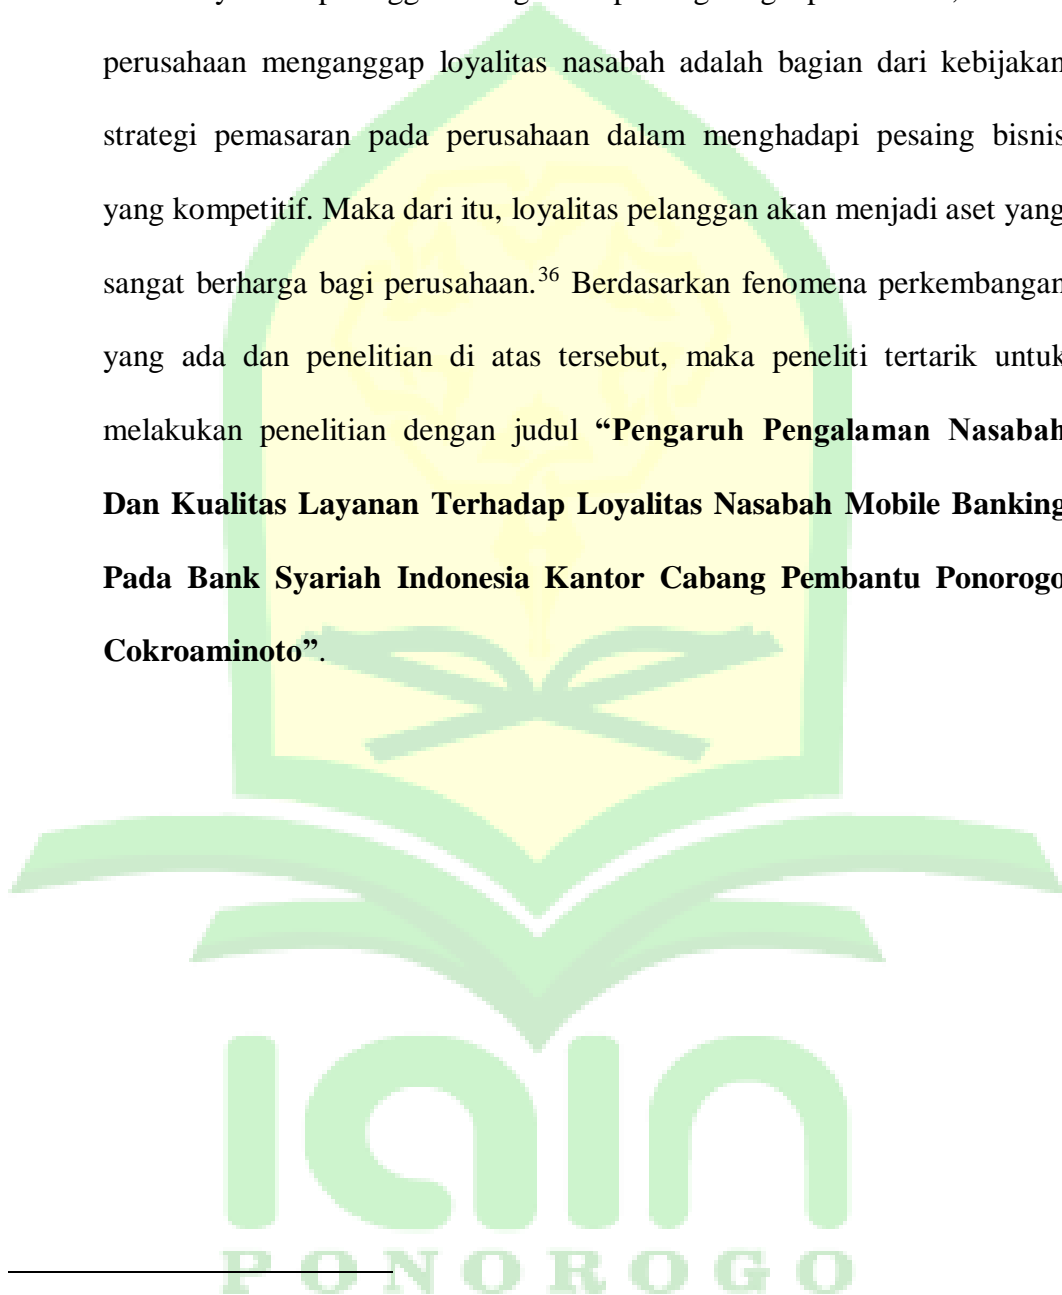 perusahaan menganggap loyalitas nasabah adalah bagian dari kebijakan
strategi pemasaran pada perusahaan dalam menghadapi pesaing bisnis
yang kompetitif. Maka dari itu, loyalitas pelanggan akan menjadi aset yang
sangat berharga bagi perusahaan.36 Berdasarkan fenomena perkembangan
yang ada dan penelitian di atas tersebut, maka peneliti tertarik untuk
melakukan penelitian dengan judul “Pengaruh Pengalaman Nasabah
Dan Kualitas Layanan Terhadap Loyalitas Nasabah Mobile Banking
Pada Bank Syariah Indonesia Kantor Cabang Pembantu Ponorogo
Cokroaminoto”.
iain
PONOROGO